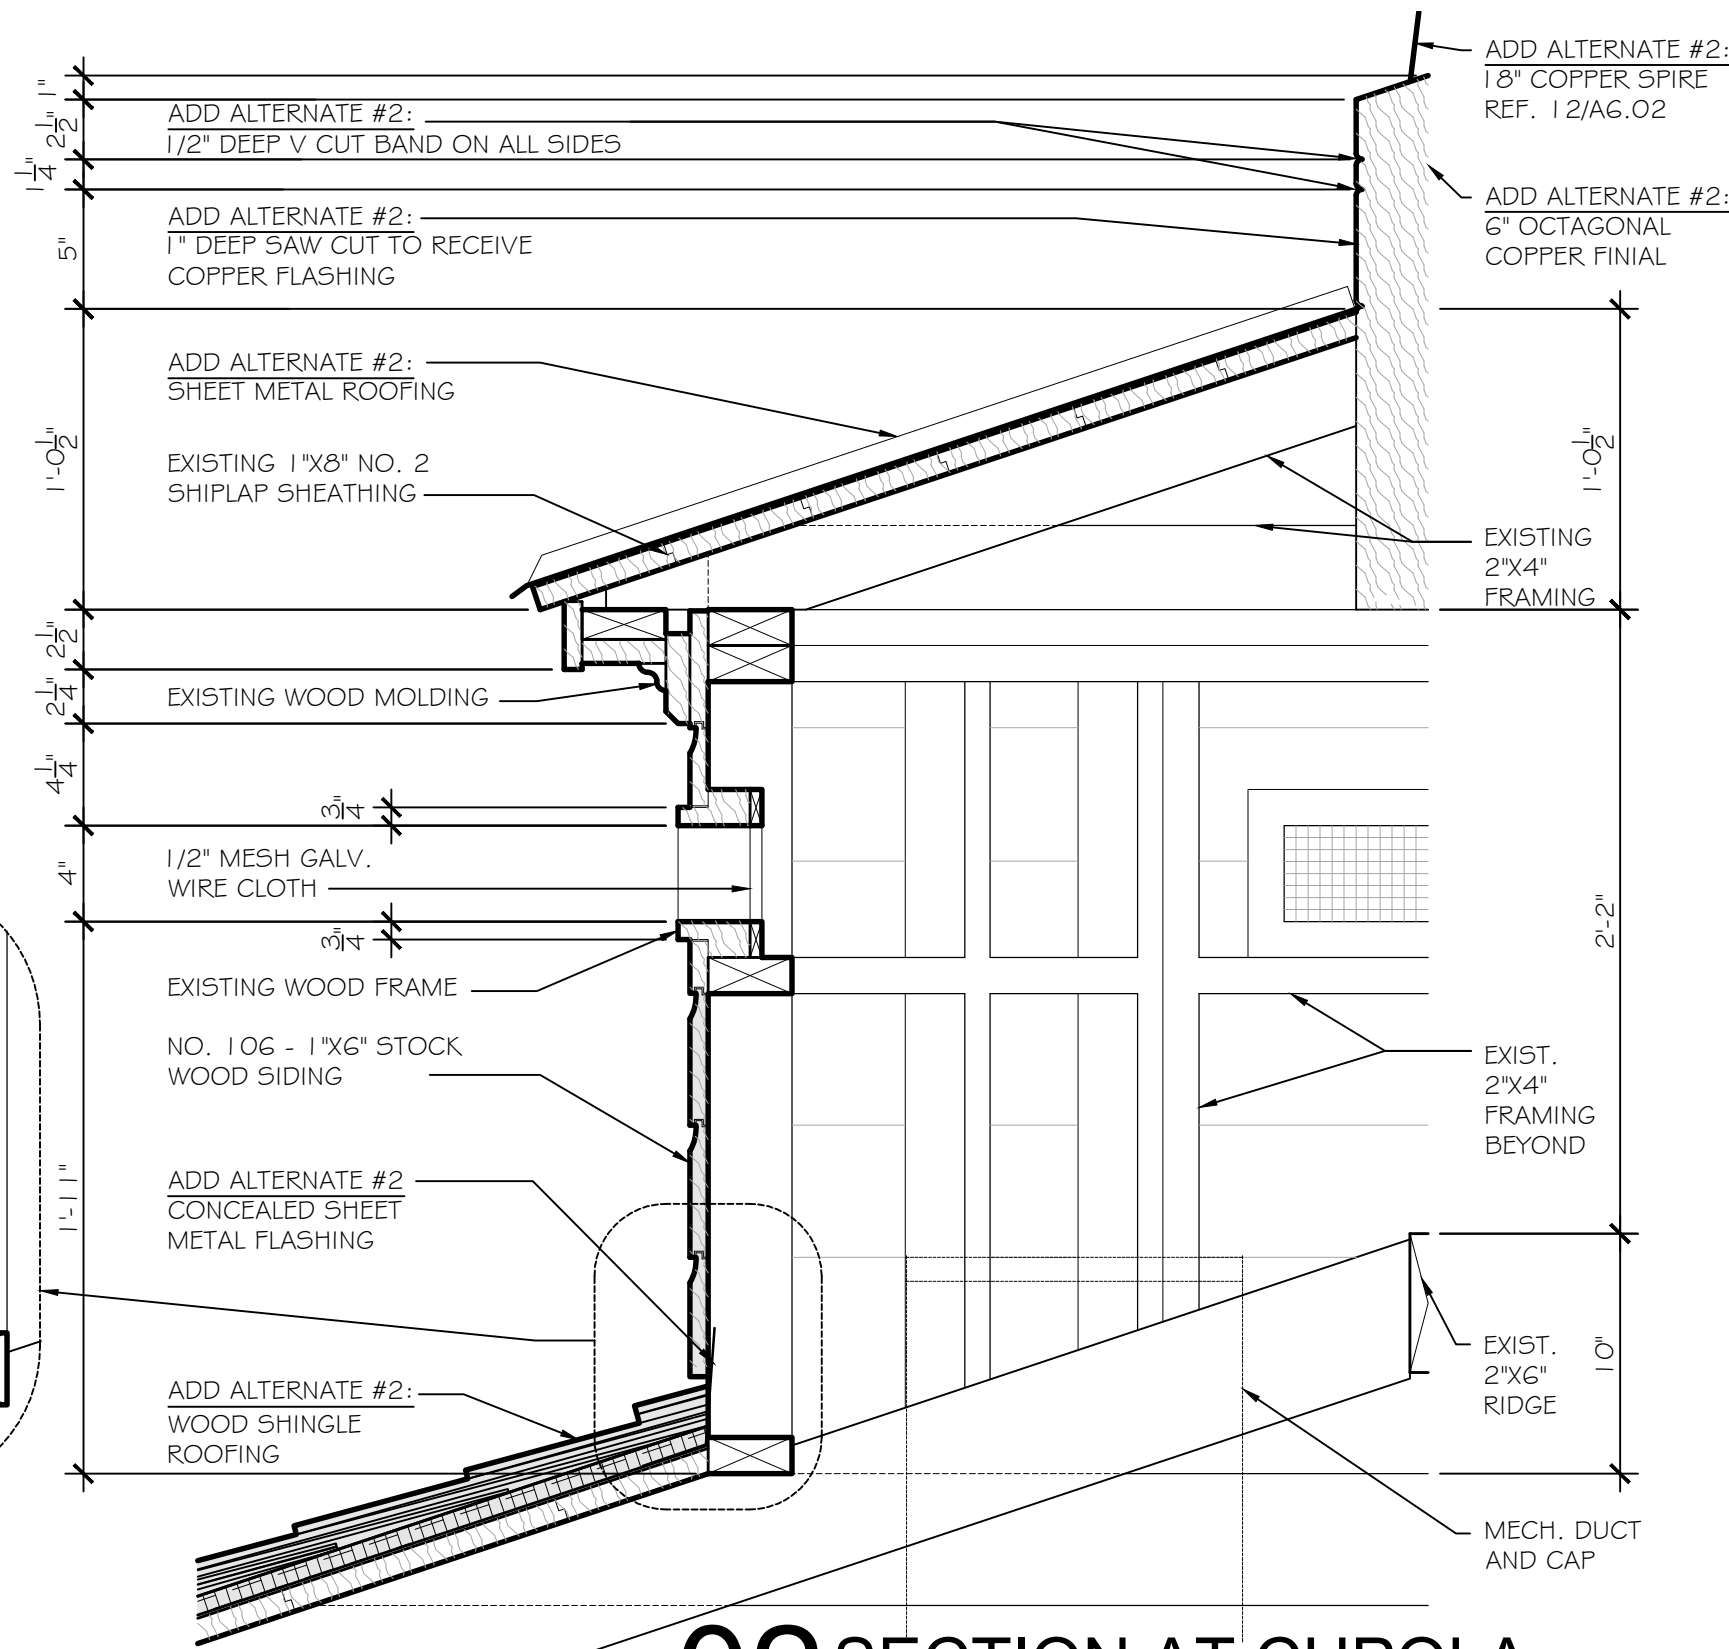 ADD ALTERNATE #2:
18" COPPER SPIRE
REF. 12/A6.02
ADD ALTERNATE #2:
1/2" DEEP V CUT BAND ON ALL SIDES
ADD ALTERNATE #2:
6" OCTAGONAL
COPPER FINIAL
ADD ALTERNATE #2:
1" DEEP SAW CUT TO RECEIVE
COPPER FLASHING
ADD ALTERNATE #2:
SHEET METAL ROOFING
EXISTING 1"X8" NO. 2
SHIPLAP SHEATHING
EXISTING
2"X4"
FRAMING
EXISTING WOOD MOLDING
1/2" MESH GALV.
WIRE CLOTH
EXISTING WOOD FRAME
NO. 106 - 1"X6" STOCK
WOOD SIDING
EXIST.
2"X4"
FRAMING
BEYOND
ADD ALTERNATE #2
CONCEALED SHEET
METAL FLASHING
EXIST.
2"X6"
RIDGE
ADD ALTERNATE #2:
WOOD SHINGLE
ROOFING
MECH. DUCT
AND CAP
1"
2 1/2"
1 1/4"
5"
1'-0 1/2"
2 1/2"
2 1/4"
4 1/4"
4"
1'-11"
3/4"
3/4"
1'-0 1/2"
2'-2"
10"
SECTION AT CUPOLA